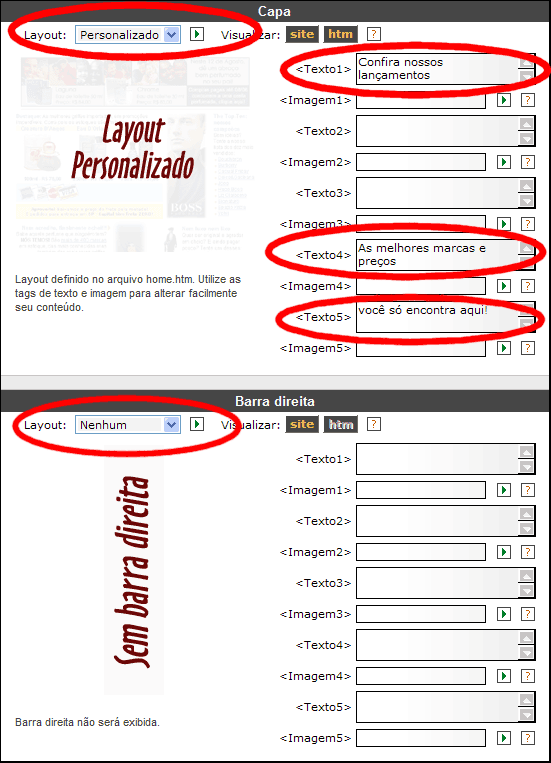 Capa
Layout: Personalizado Visualizar: site htm ?
<Texto1> Confira nossos
lançamentos
<Imagem1> ?
<Texto2>
<Imagem2> ?
<Texto3>
<Imagem3> ?
<Texto4> As melhores marcas e
preços
<Imagem4> ?
<Texto5> você só encontra aqui!
<Imagem5> ?
Layout
Personalizado
BOSS
Layout definido no arquivo home.htm. Utilize as
tags de texto e imagem para alterar facilmente
seu conteúdo.
Barra direita
Layout: Nenhum Visualizar: site htm ?
<Texto1>
<Imagem1> ?
<Texto2>
<Imagem2> ?
<Texto3>
<Imagem3> ?
<Texto4>
<Imagem4> ?
<Texto5>
<Imagem5> ?
Sem barra direita
Barra direita não será exibida.